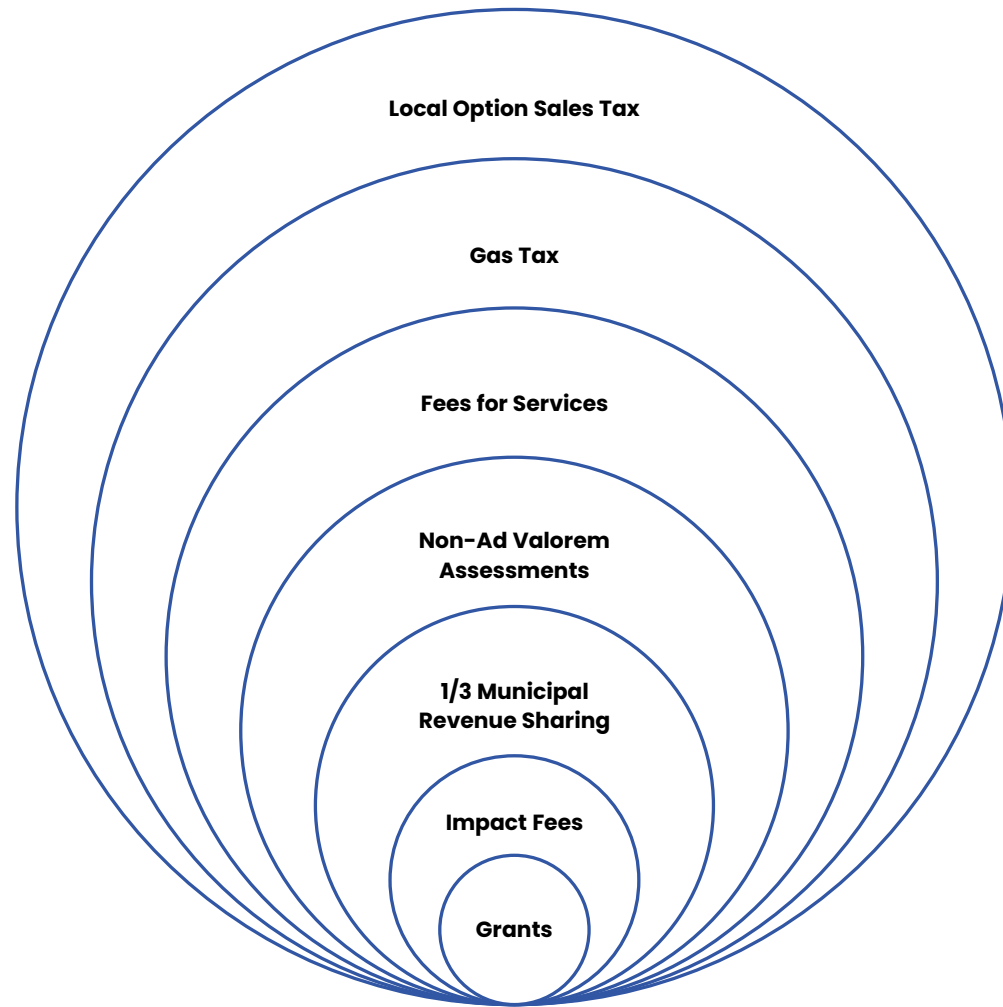 Local Option Sales Tax
Gas Tax
Fees for Services
Non-Ad Valorem
Assessments
1/3 Municipal
Revenue Sharing
Impact Fees
Grants